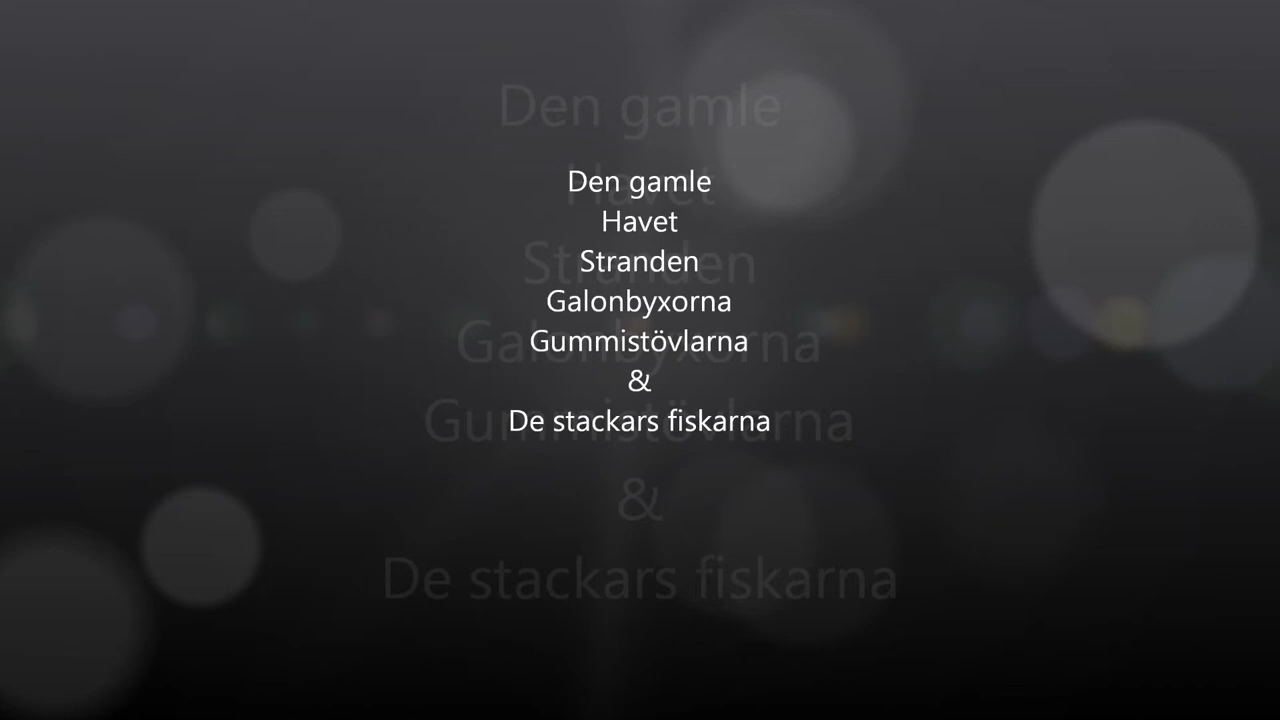 Den gamle
Havet
Stranden
Galonbyxorna
Gummistövlarna
&
De stackars fiskarna